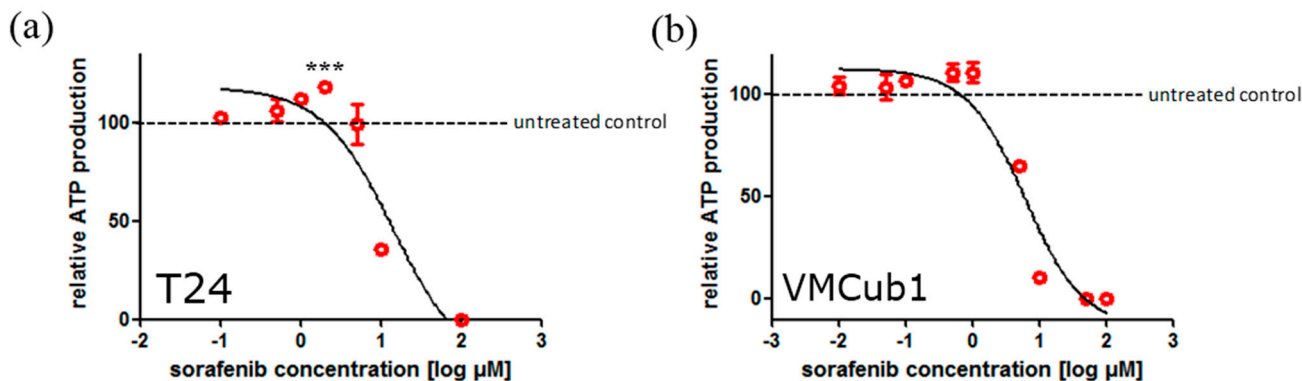 (a)
relative ATP production
100
50
0
***
untreated control
T24
-2 -1 0 1 2 3
sorafenib concentration [log µM]
(b)
relative ATP production
100
50
0
untreated control
VMCub1
-3 -2 -1 0 1 2 3
sorafenib concentration [log µM]